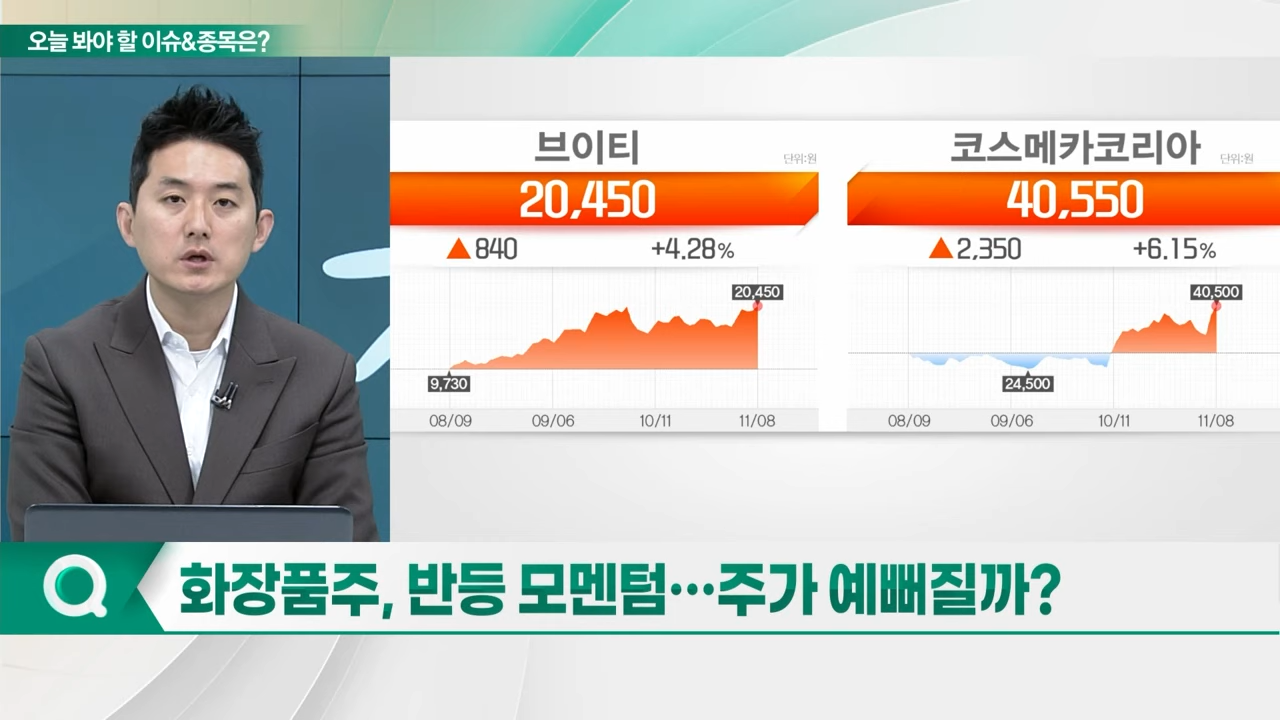 오늘 봐야 할 이슈&종목은?
브이티
단위:원
20,450
▲840 +4.28%
20,450
9,730
08/09 09/06 10/11 11/08
코스메카코리아
단위:원
40,550
▲2,350 +6.15%
40,500
24,500
08/09 09/06 10/11 11/08
화장품주, 반등 모멘텀…주가 예뻐질까?